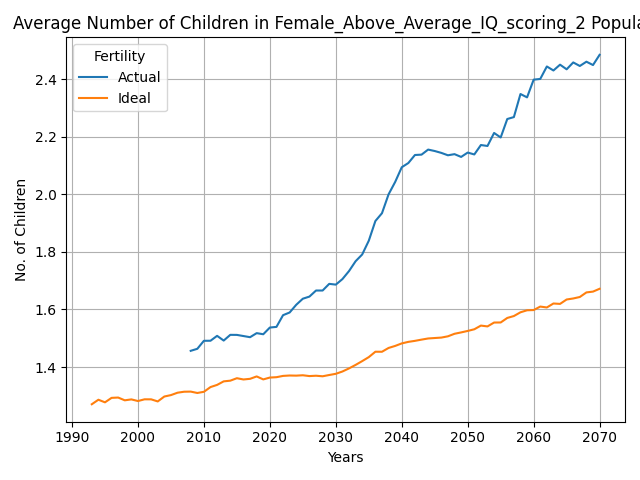 Average Number of Children in Female_Above_Average_IQ_scoring_2 Popula
Fertility
Actual
Ideal
2.4
2.2
2.0
1.8
1.6
1.4
No. of Children
1990 2000 2010 2020 2030 2040 2050 2060 2070
Years